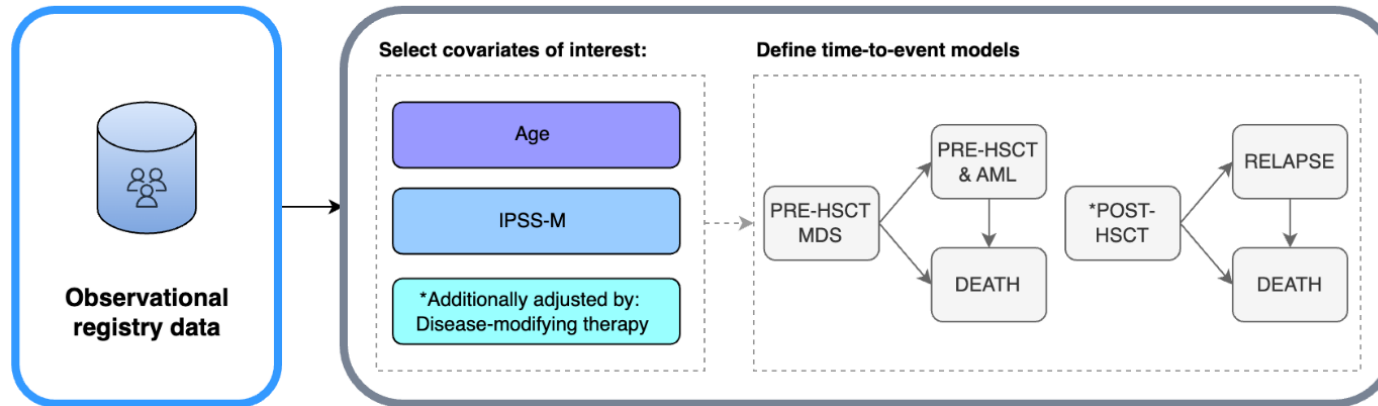 Observational
registry data
Select covariates of interest:
Age
IPSS-M
*Additionally adjusted by:
Disease-modifying therapy
Define time-to-event models
PRE-HSCT
MDS
PRE-HSCT
& AML
DEATH
*POST-
HSCT
RELAPSE
DEATH